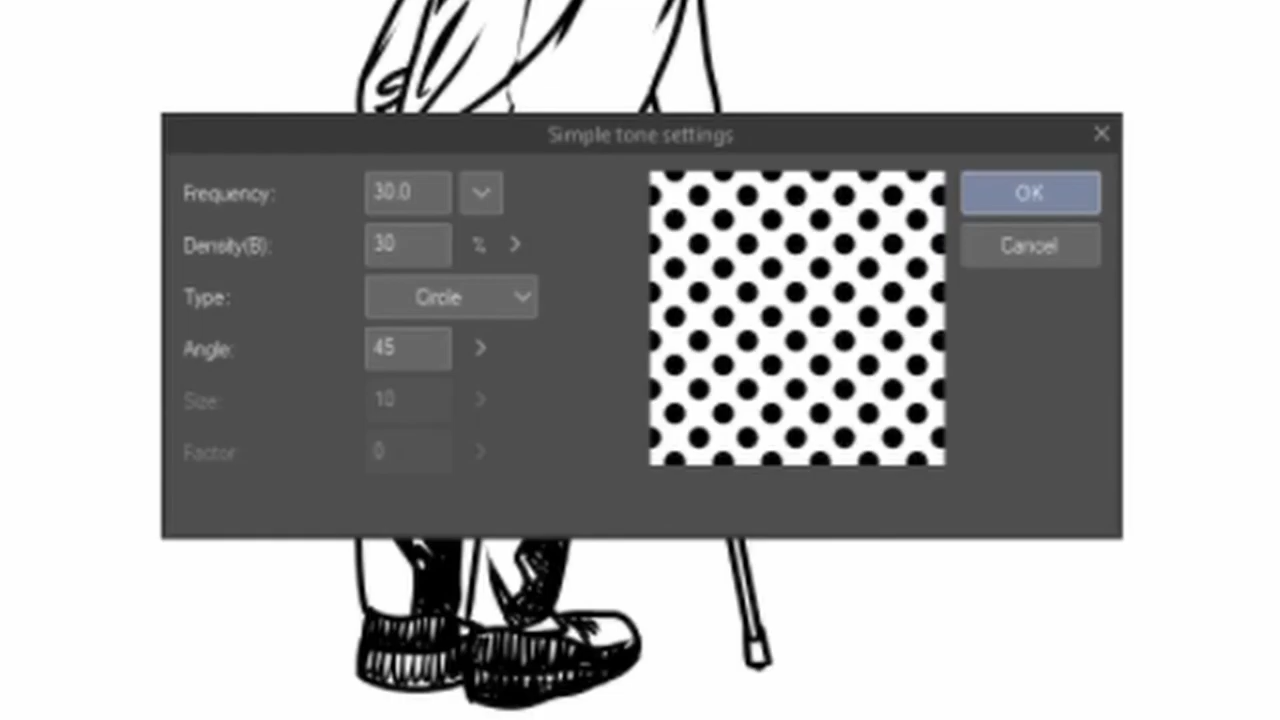 Simple tone settings
Frequency: 30.0
OK
Density(B): 30 %
Cancel
Type: Circle
Angle: 45
Size: 10
Factor: 0